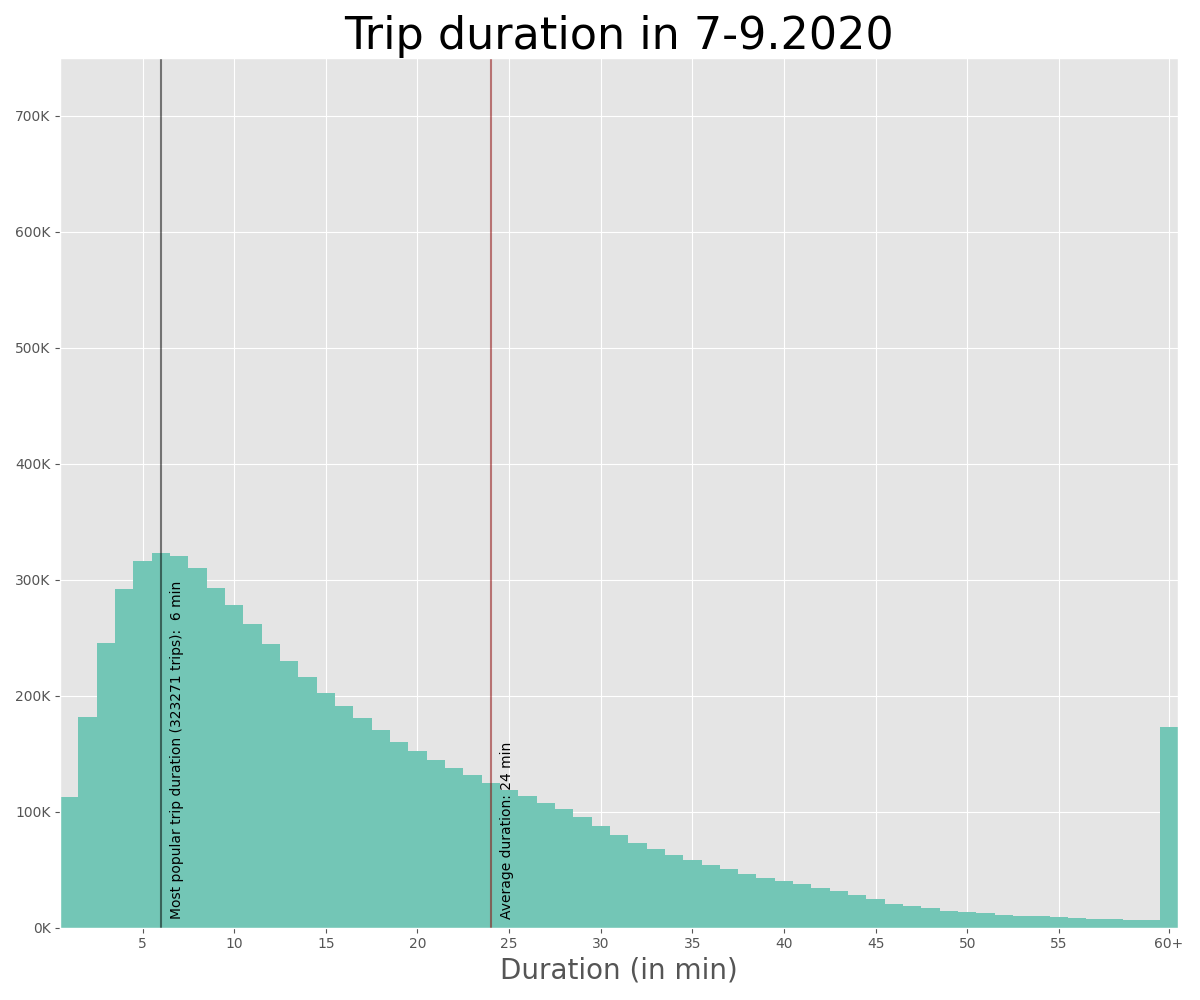 Trip duration in 7-9.2020
700K
600K
500K
400K
300K
200K
100K
0K
Most popular trip duration (323271 trips):  6 min
Average duration: 24 min
5 10 15 20 25 30 35 40 45 50 55 60+
Duration (in min)